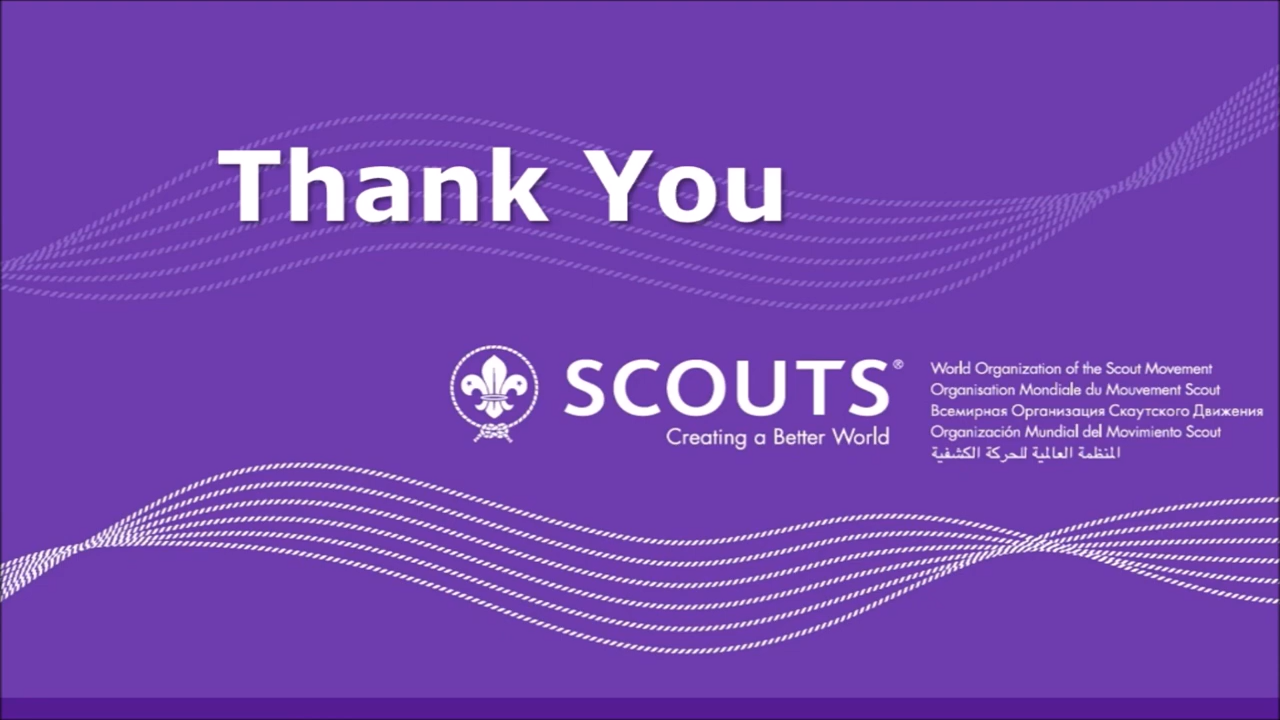 Thank You
SCOUTS®
Creating a Better World
World Organization of the Scout Movement
Organisation Mondiale du Mouvement Scout
Всемирная Организация Скаутского Движения
Organización Mundial del Movimiento Scout
المنظمة العالمية للحركة الكشفية